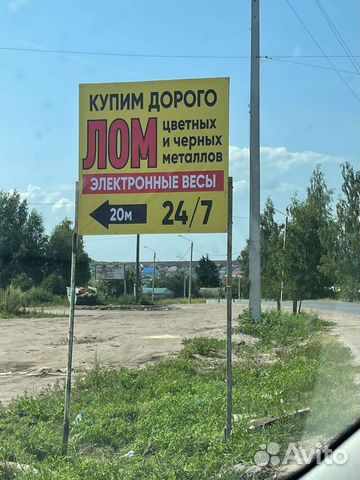 КУПИМ ДОРОГО
ЛОМ
цветных
и черных
металлов
ЭЛЕКТРОННЫЕ ВЕСЫ
20м 24/7
Avito